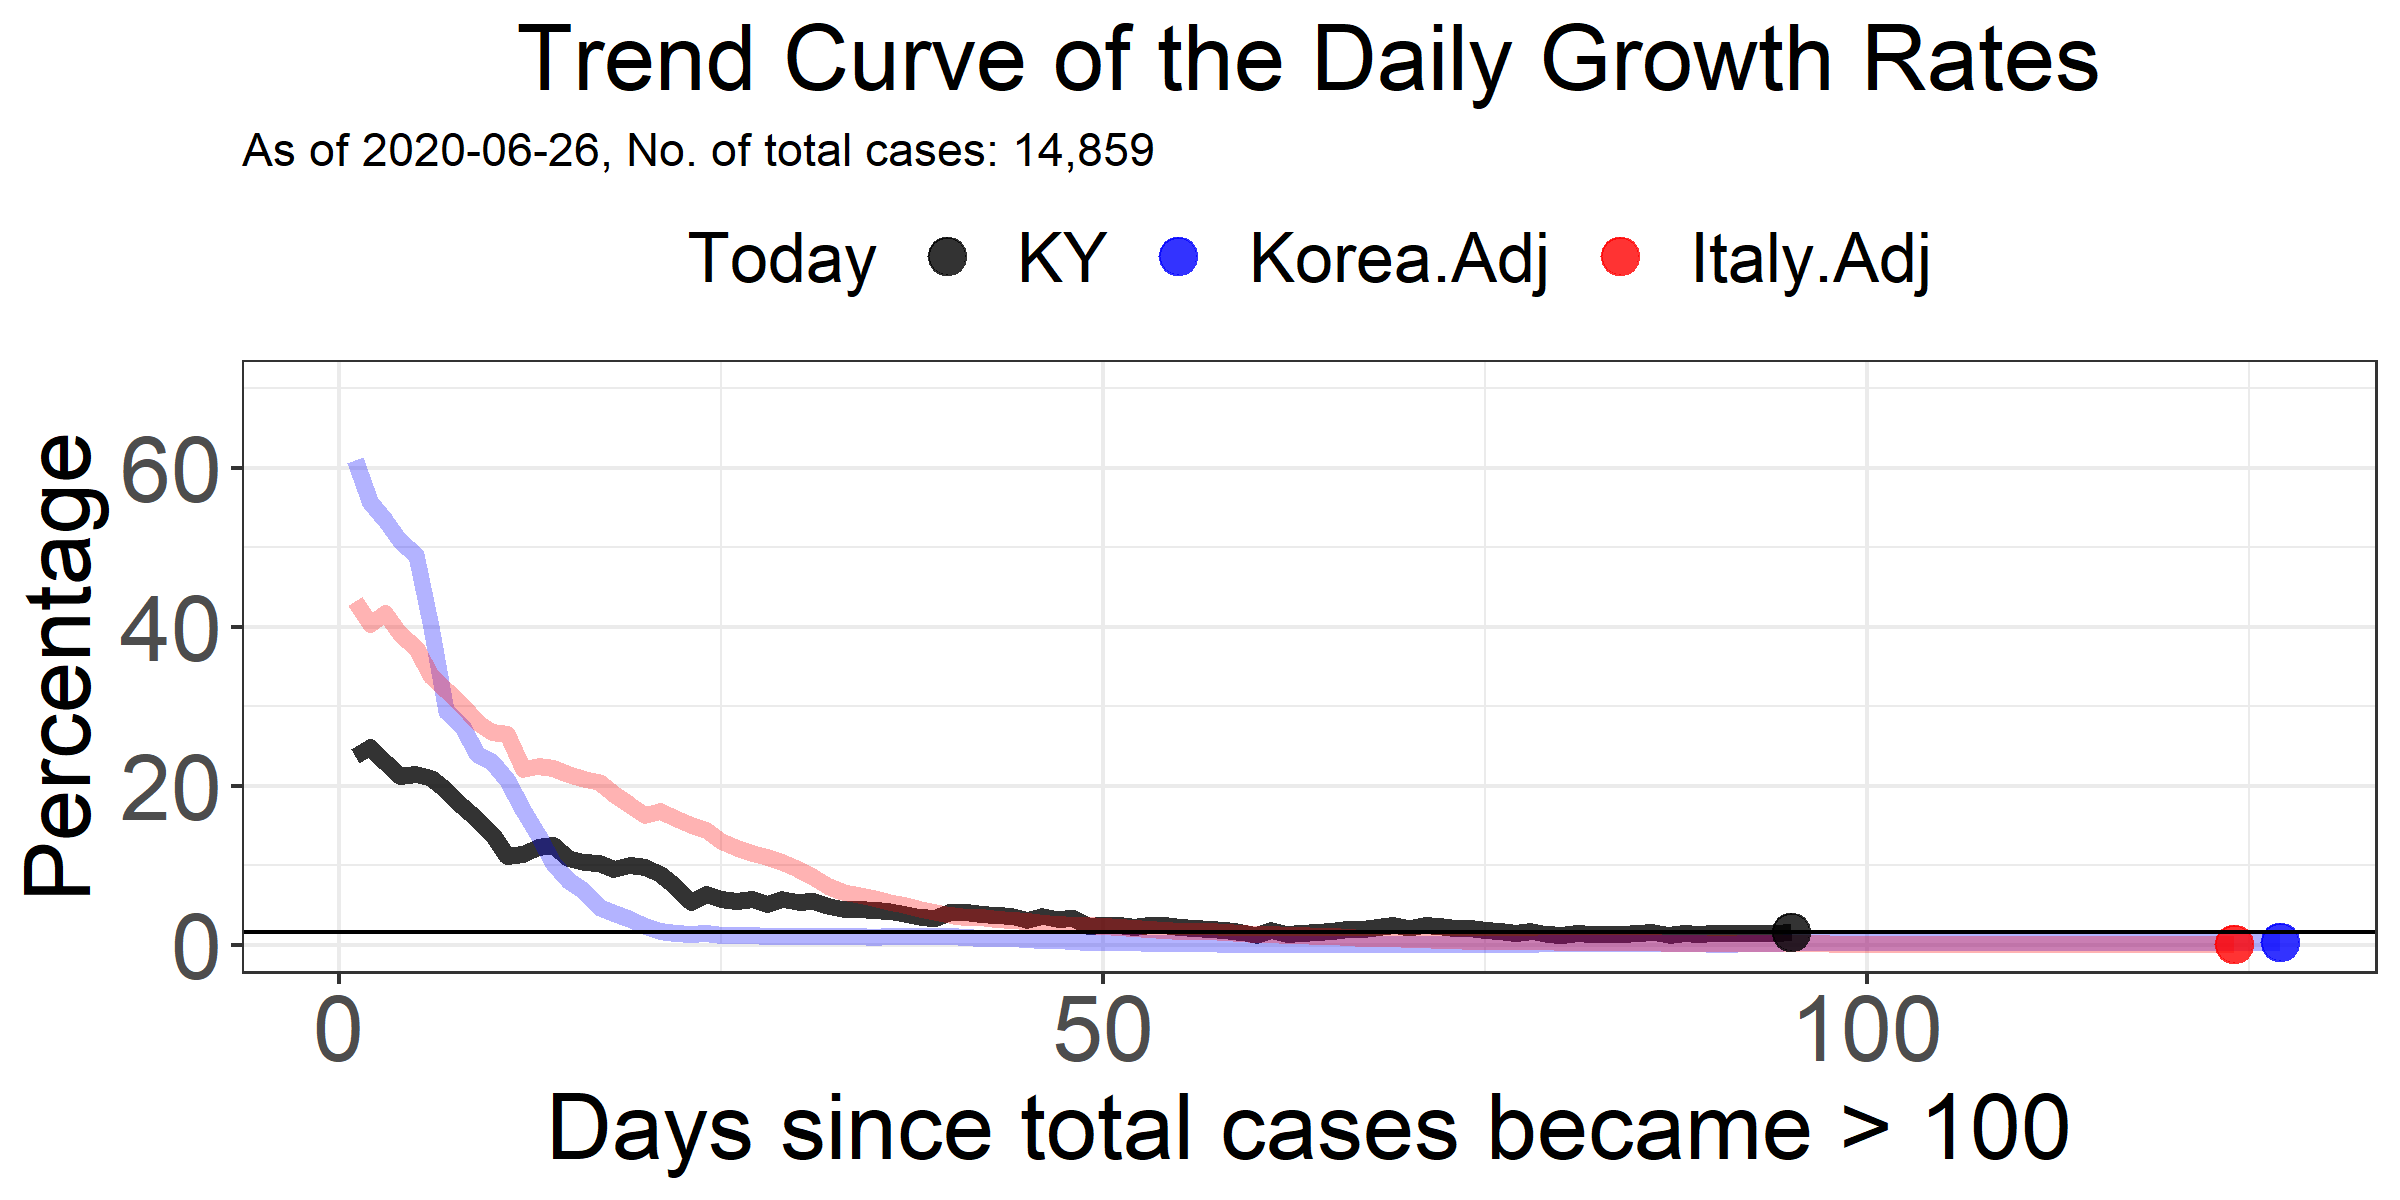 Trend Curve of the Daily Growth Rates
As of 2020-06-26, No. of total cases: 14,859
Today KY Korea.Adj Italy.Adj
Percentage
60
40
20
0
0 50 100
Days since total cases became > 100